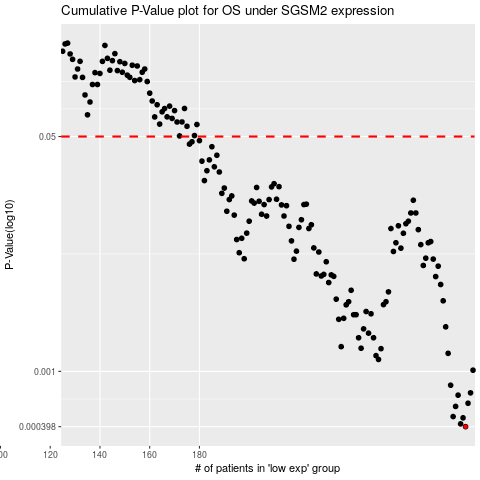 Cumulative P-Value plot for OS under SGSM2 expression
P-Value(log10)
0.05
0.001
0.000398
00 120 140 160 180
# of patients in 'low exp' group